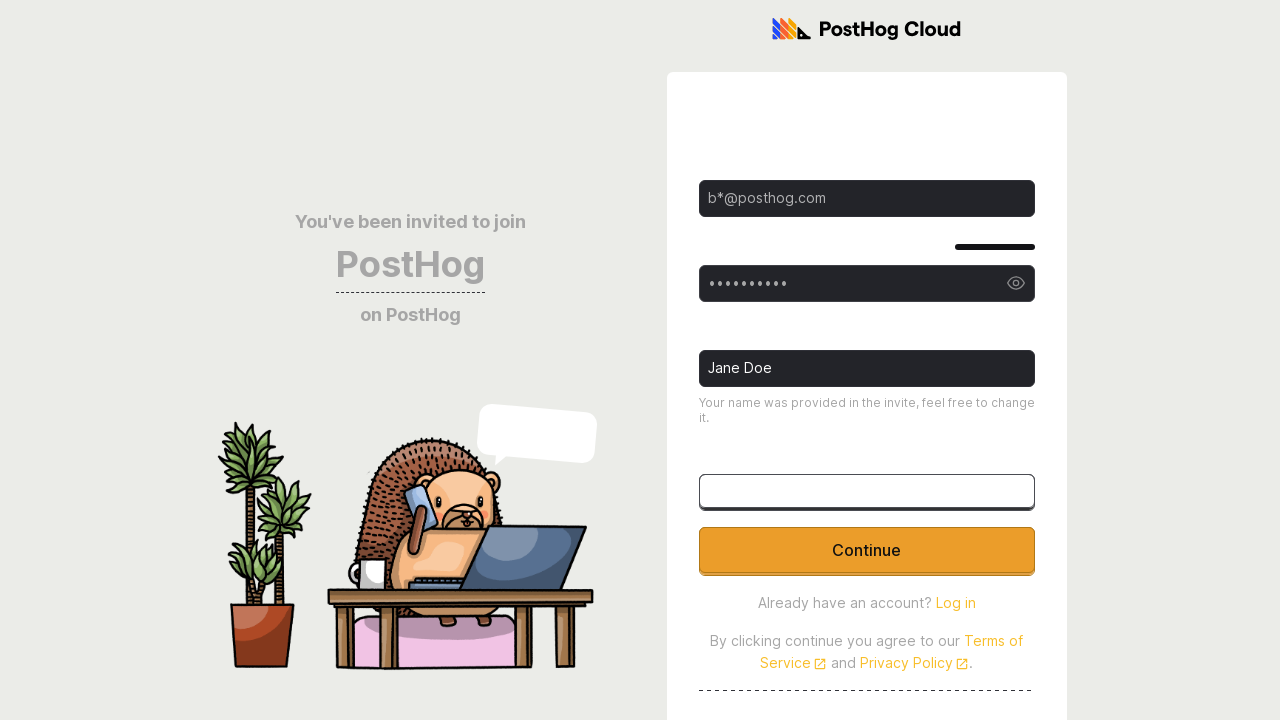 PostHog Cloud
You've been invited to join
PostHog
on PostHog
b*@posthog.com
••••••••••
Jane Doe
Your name was provided in the invite, feel free to change
it.
Continue
Already have an account? Log in
By clicking continue you agree to our Terms of
Service and Privacy Policy.